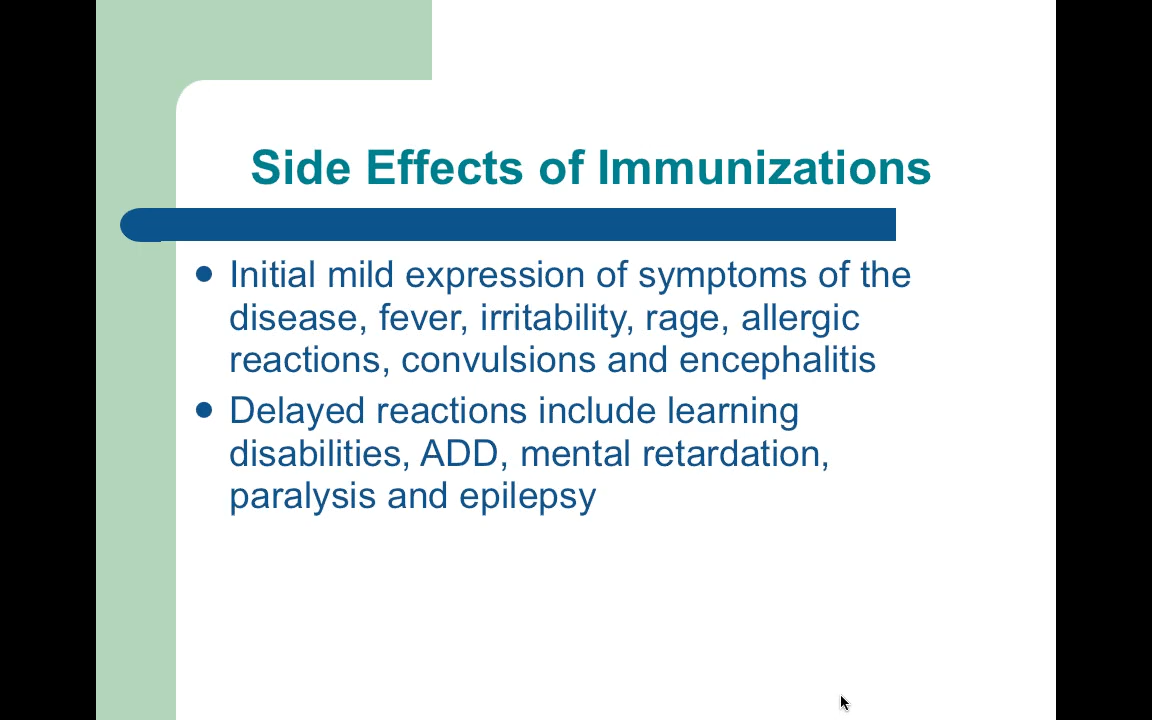 Side Effects of Immunizations
Initial mild expression of symptoms of the
disease, fever, irritability, rage, allergic
reactions, convulsions and encephalitis
Delayed reactions include learning
disabilities, ADD, mental retardation,
paralysis and epilepsy